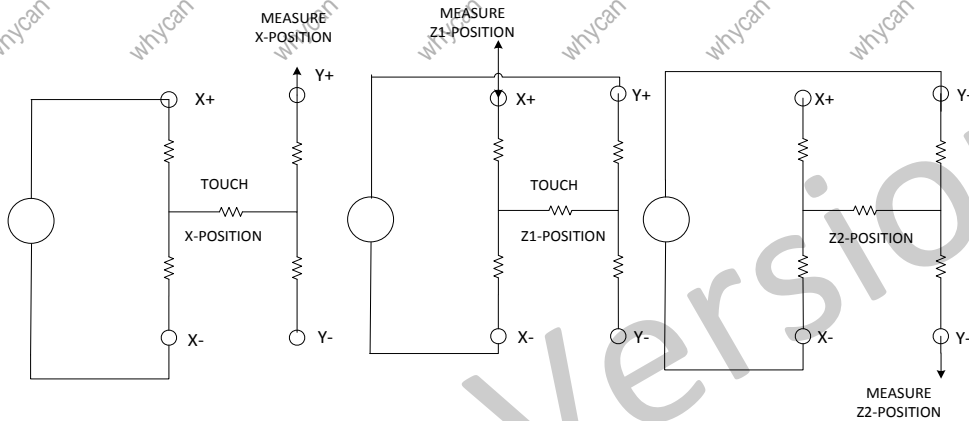 whycan
whycan
whycan
whycan
whycan
MEASURE
X-POSITION
Y+
X+
TOUCH
X-POSITION
X-
Y-
MEASURE
Z1-POSITION
X+
Y+
TOUCH
Z1-POSITION
X-
Y-
X+
Z2-POSITION
X-
Y-
MEASURE
Z2-POSITION
Versio